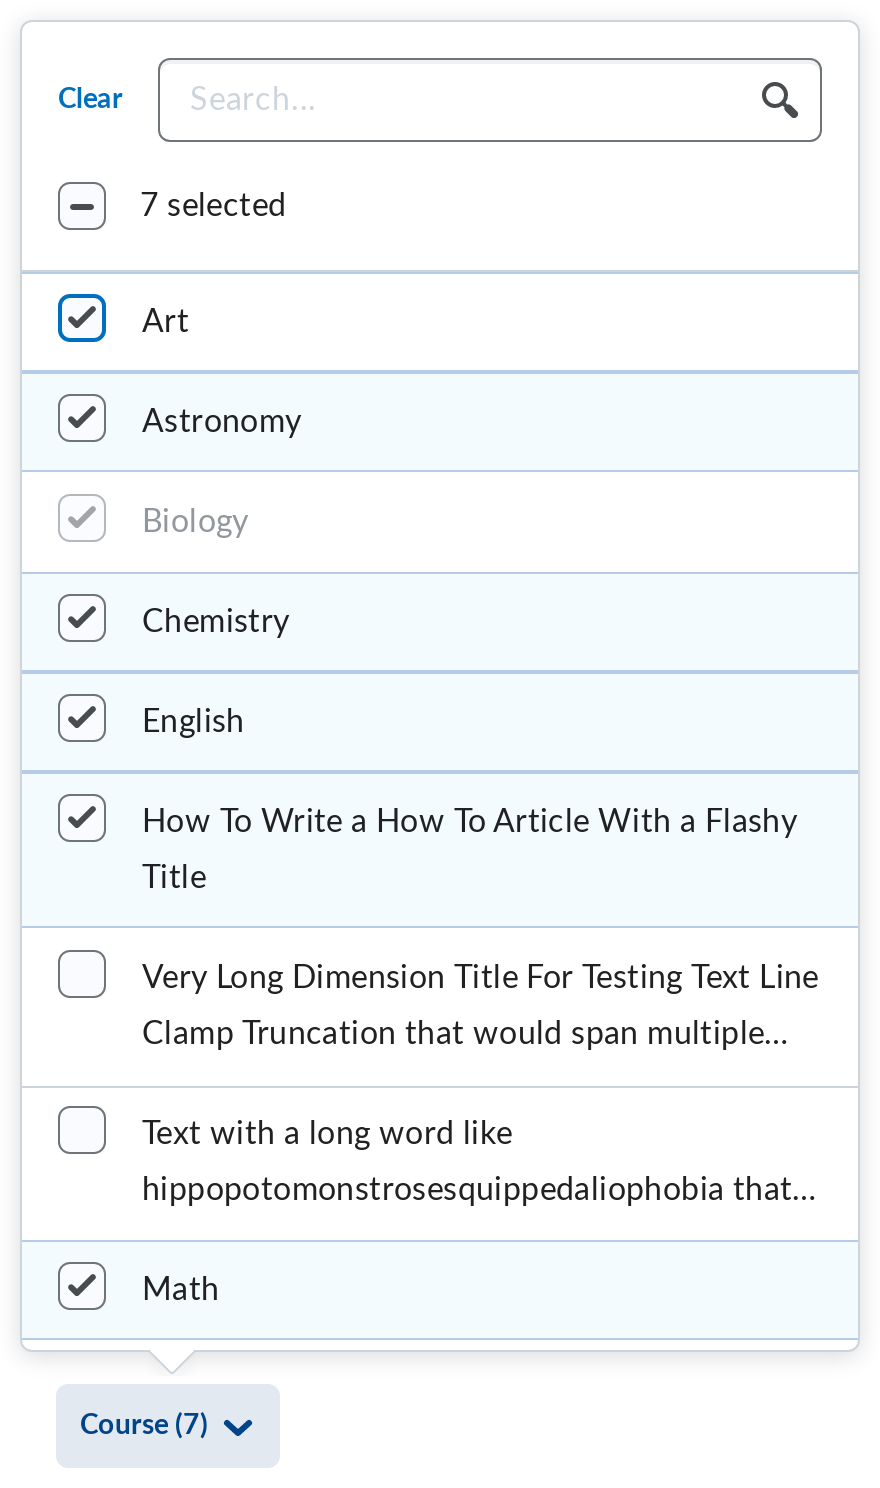 Clear
Search...
7 selected
Art
Astronomy
Biology
Chemistry
English
How To Write a How To Article With a Flashy
Title
Very Long Dimension Title For Testing Text Line
Clamp Truncation that would span multiple...
Text with a long word like
hippopotomonstrosesquippedaliophobia that...
Math
Course (7)